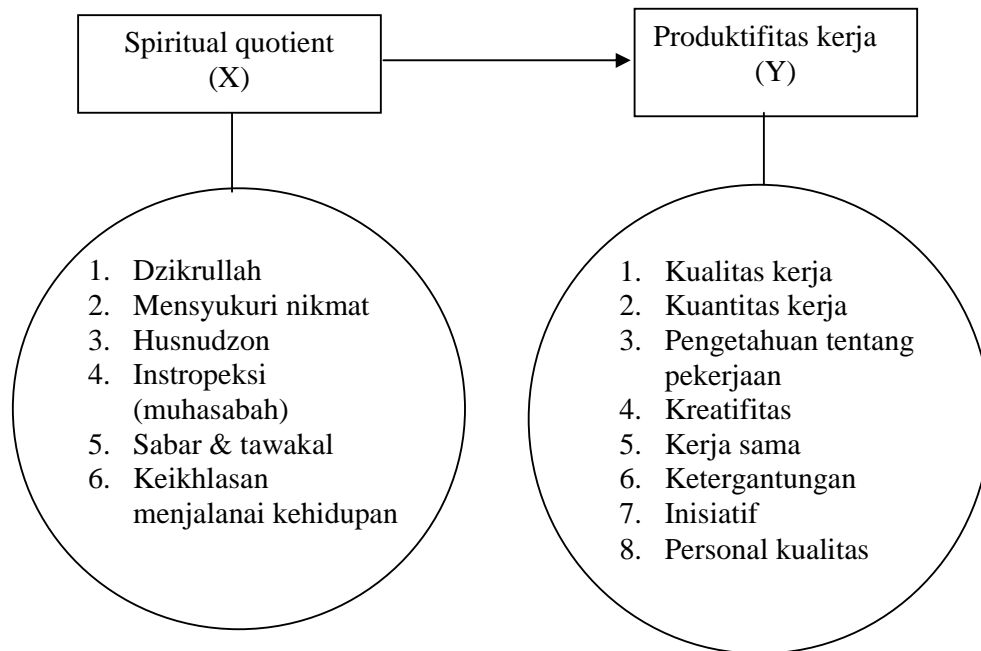 Spiritual quotient
(X)
Produktifitas kerja
(Y)
1. Dzikrullah
2. Mensyukuri nikmat
3. Husnudzon
4. Instropeksi
(muhasabah)
5. Sabar & tawakal
6. Keikhlasan
menjalanai kehidupan
1. Kualitas kerja
2. Kuantitas kerja
3. Pengetahuan tentang
pekerjaan
4. Kreatifitas
5. Kerja sama
6. Ketergantungan
7. Inisiatif
8. Personal kualitas